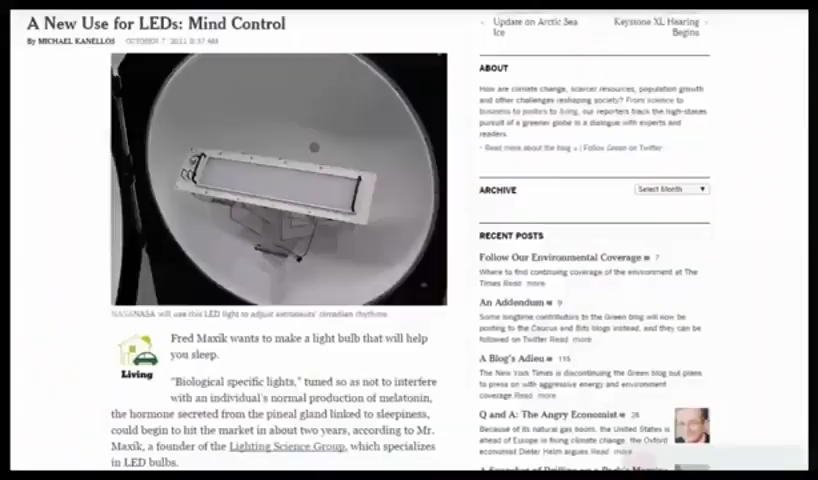 A New Use for LEDs: Mind Control
By MICHAEL KANELLOS OCTOBER 7, 2011 8:37 AM
NASA NASA will use this LED light to adjust astronauts' circadian rhythms.
Living
Fred Maxik wants to make a light bulb that will help
you sleep.
"Biological specific lights," tuned so as not to interfere
with an individual's normal production of melatonin,
the hormone secreted from the pineal gland linked to sleepiness,
could begin to hit the market in about two years, according to Mr.
Maxik, a founder of the Lighting Science Group, which specializes
in LED bulbs.
Update on Arctic Sea
Ice
Keystone XL Hearing
Begins
ABOUT
How are climate change, scarcer resources, population growth
and other challenges reshaping society? From science to
business to politics to living, our reporters track the high-stakes
pursuit of a greener globe in a dialogue with experts and
readers.
Read more about the blog » | Follow Green on Twitter
ARCHIVE
Select Month
RECENT POSTS
Follow Our Environmental Coverage 7
Where to find continuing coverage of the environment at The
Times Read more
An Addendum 9
Some longtime contributors to the Green blog will now be
posting to the Caucus and Bits blogs instead, and they can be
followed on Twitter Read more
A Blog's Adieu 115
The New York Times is discontinuing the Green blog but plans
to press on with aggressive energy and environment
coverage Read more
Q and A: The Angry Economist 28
Because of its natural gas boom, the United States is
ahead of Europe in fixing climate change, the Oxford
economist Dieter Helm argues Read more